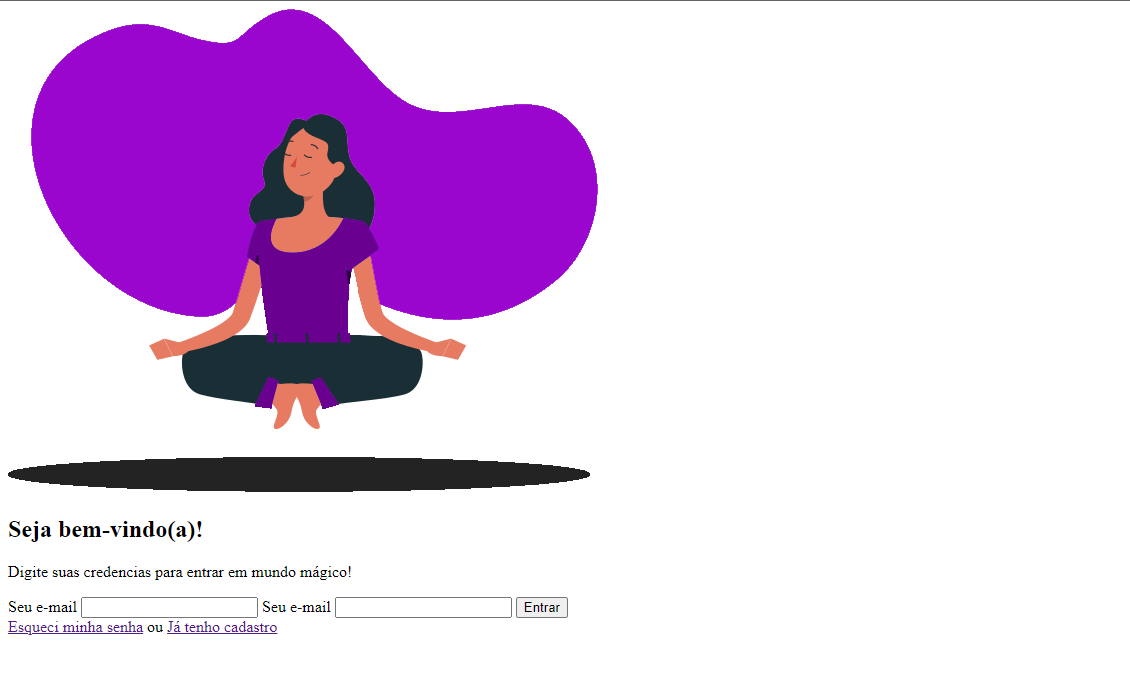 Seja bem-vindo(a)!
Digite suas credencias para entrar em mundo mágico!
Seu e-mail Seu e-mail Entrar
Esqueci minha senha ou Já tenho cadastro